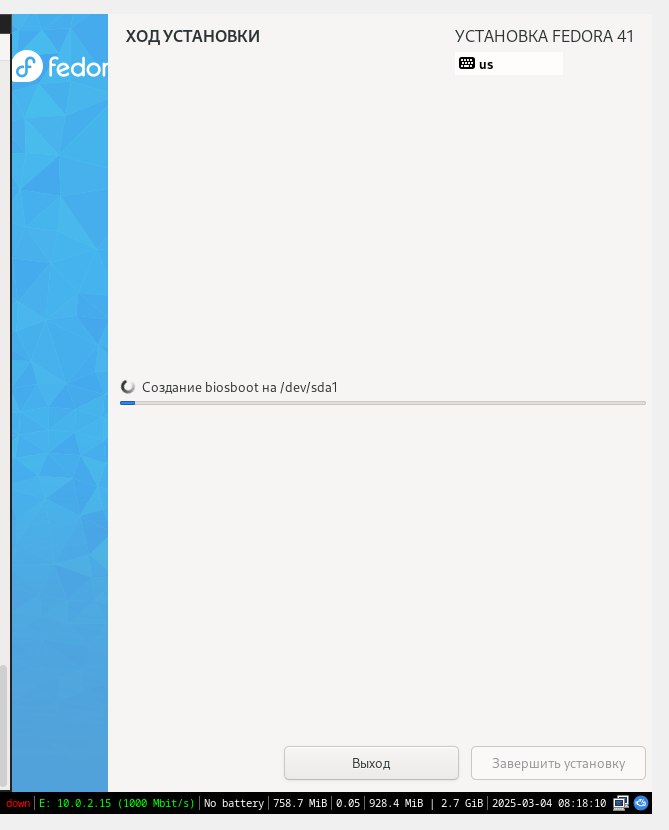 ХОД УСТАНОВКИ
УСТАНОВКА FEDORA 41
us
Создание biosboot на /dev/sda1
Выход
Завершить установку
down | E: 10.0.2.15 (1000 Mbit/s) | No battery | 758.7 MiB | 0.05 | 928.4 MiB | 2.7 GiB | 2025-03-04 08:18:10